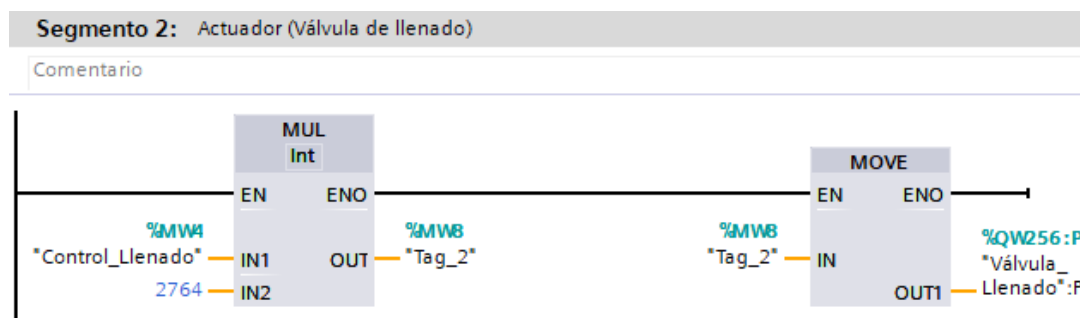 Segmento 2: Actuador (Válvula de llenado)
Comentario
MUL
Int
EN ENO
%MW4
"Control_Llenado" IN1
2764 IN2
%MW8
OUT "Tag_2"
MOVE
EN ENO
%MW8
"Tag_2" IN
%QW256:P
"Válvula_
OUT1 Llenado":P